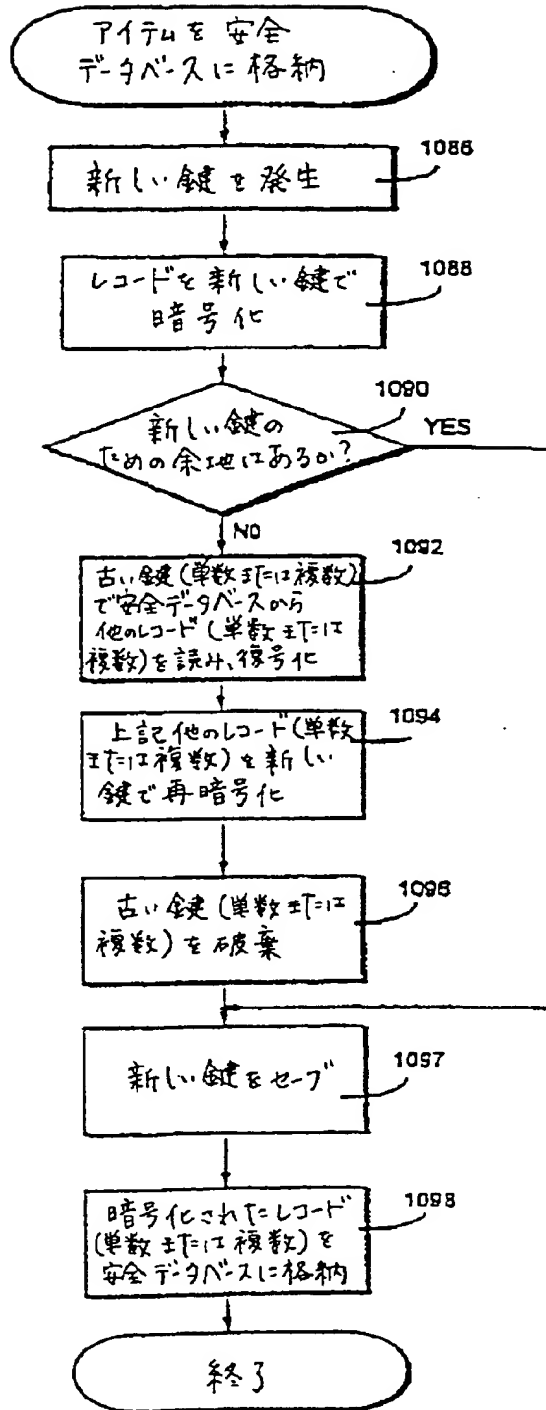 アイテムを安全
データベースに格納
1086
新しい鍵を発生
1088
レコードを新しい鍵で
暗号化
1090
新しい鍵の
ための余地はあるか?
YES
NO
1092
古い鍵(単数または複数)
で安全データベースから
他のレコード(単数または
複数)を読み、復号化
1094
上記他のレコード(単数
または複数)を新しい
鍵で再暗号化
1096
古い鍵(単数または
複数)を破棄
1097
新しい鍵をセーブ
1098
暗号化されたレコード
(単数または複数)を
安全データベースに格納
終了